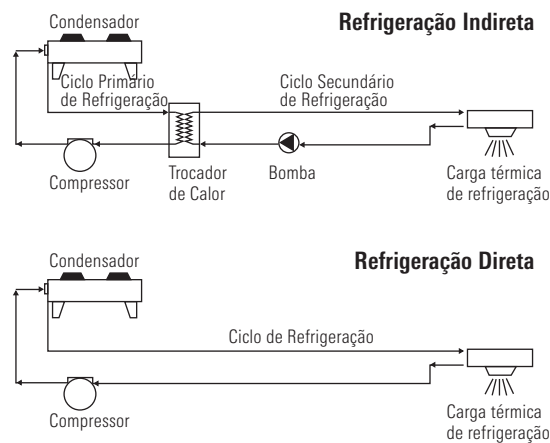 Condensador
Refrigeração Indireta
Ciclo Primário
de Refrigeração
Ciclo Secundário
de Refrigeração
Compressor
Trocador
de Calor
Bomba
Carga térmica
de refrigeração
Condensador
Refrigeração Direta
Ciclo de Refrigeração
Compressor
Carga térmica
de refrigeração